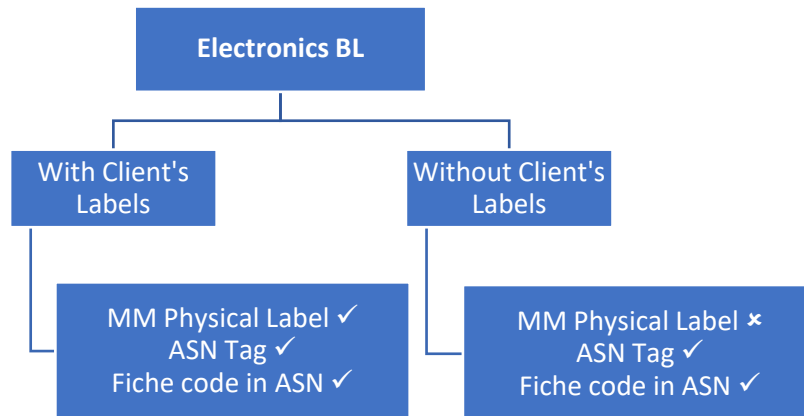 Electronics BL
With Client's
Labels
Without Client's
Labels
MM Physical Label ✓
ASN Tag ✓
Fiche code in ASN ✓
MM Physical Label ✗
ASN Tag ✓
Fiche code in ASN ✓